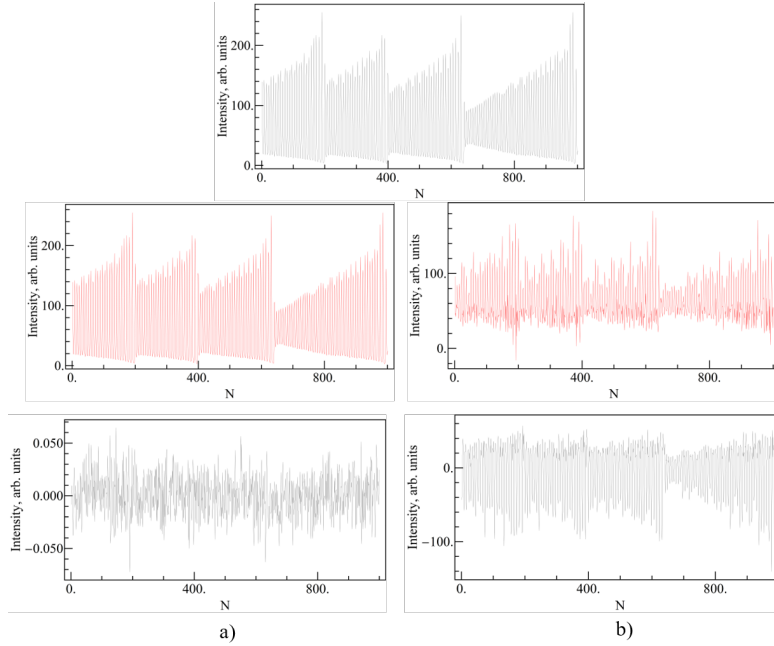 Intensity, arb. units
200.
100.
0.
0. 400. 800.
N
Intensity, arb. units
200.
100.
0.
0. 400. 800.
N
Intensity, arb. units
100.
0.
0. 400. 800.
N
Intensity, arb. units
0.050
0.000
−0.050
0. 400. 800.
N
Intensity, arb. units
0.
−100.
0. 400. 800.
N
a) b)